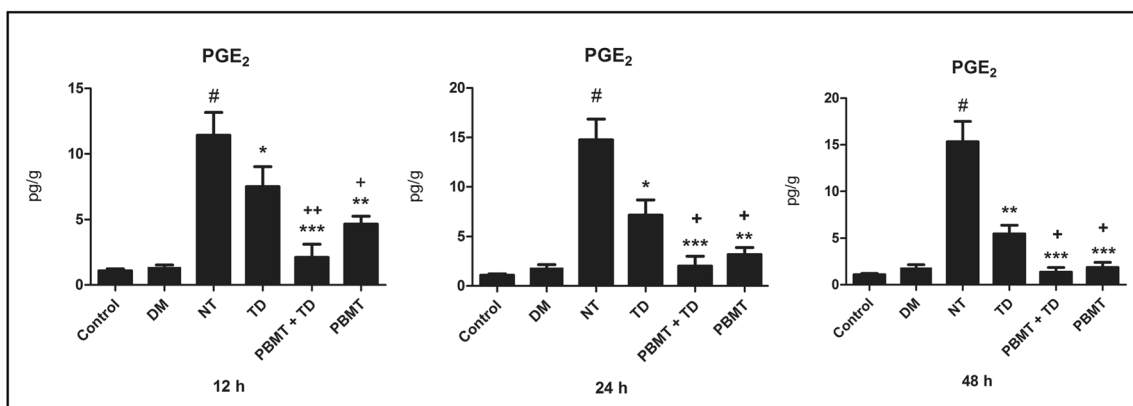 PGE₂
15
#
*
10
pg/g
+
++
**
5
***
0
Control
DM
NT
TD
PBMT + TD
PBMT
12 h
PGE₂
20
#
15
pg/g
10
*
+
+
5
***
**
0
Control
DM
NT
TD
PBMT + TD
PBMT
24 h
PGE₂
20
#
15
pg/g
10
**
+
+
5
***
***
0
Control
DM
NT
TD
PBMT + TD
PBMT
48 h